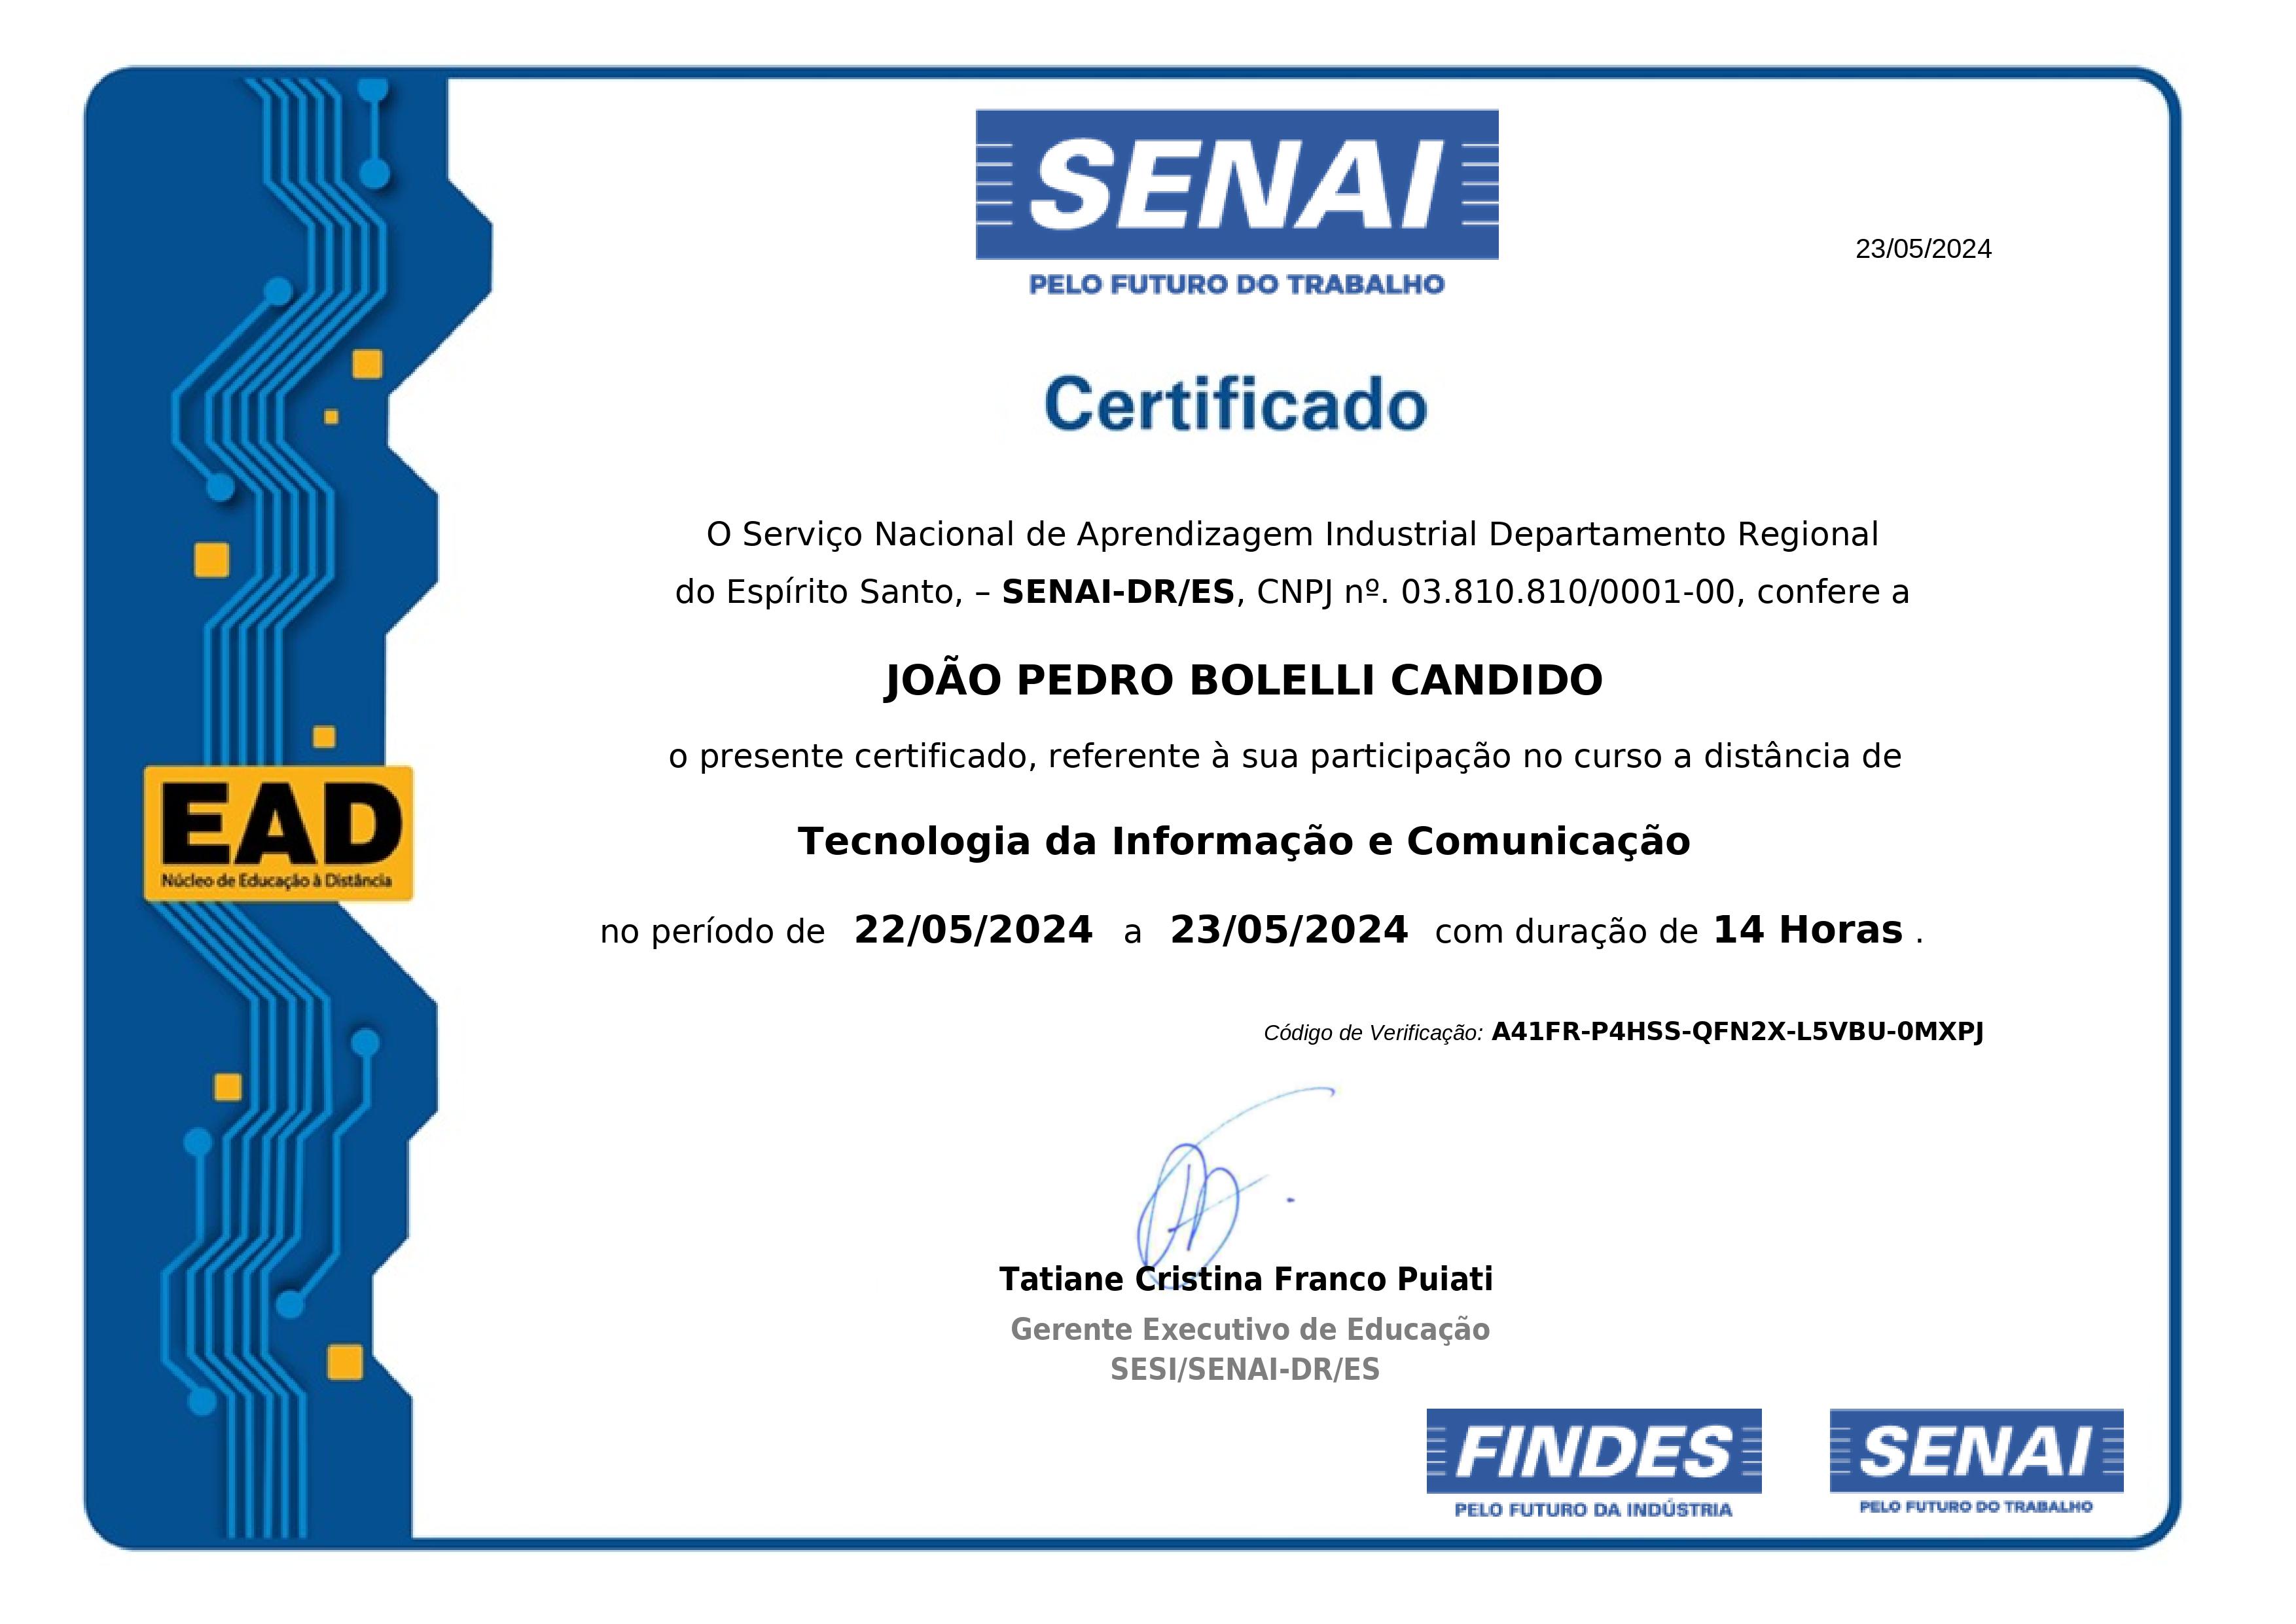 SENAI
PELO FUTURO DO TRABALHO
23/05/2024
Certificado
O Serviço Nacional de Aprendizagem Industrial Departamento Regional
do Espírito Santo, – SENAI-DR/ES, CNPJ nº. 03.810.810/0001-00, confere a
JOÃO PEDRO BOLELLI CANDIDO
o presente certificado, referente à sua participação no curso a distância de
Tecnologia da Informação e Comunicação
EAD
Núcleo de Educação à Distância
no período de 22/05/2024 a 23/05/2024 com duração de 14 Horas .
Código de Verificação: A41FR-P4HSS-QFN2X-L5VBU-0MXPJ
Tatiane Cristina Franco Puiati
Gerente Executivo de Educação
SESI/SENAI-DR/ES
FINDES
PELO FUTURO DA INDÚSTRIA
SENAI
PELO FUTURO DO TRABALHO